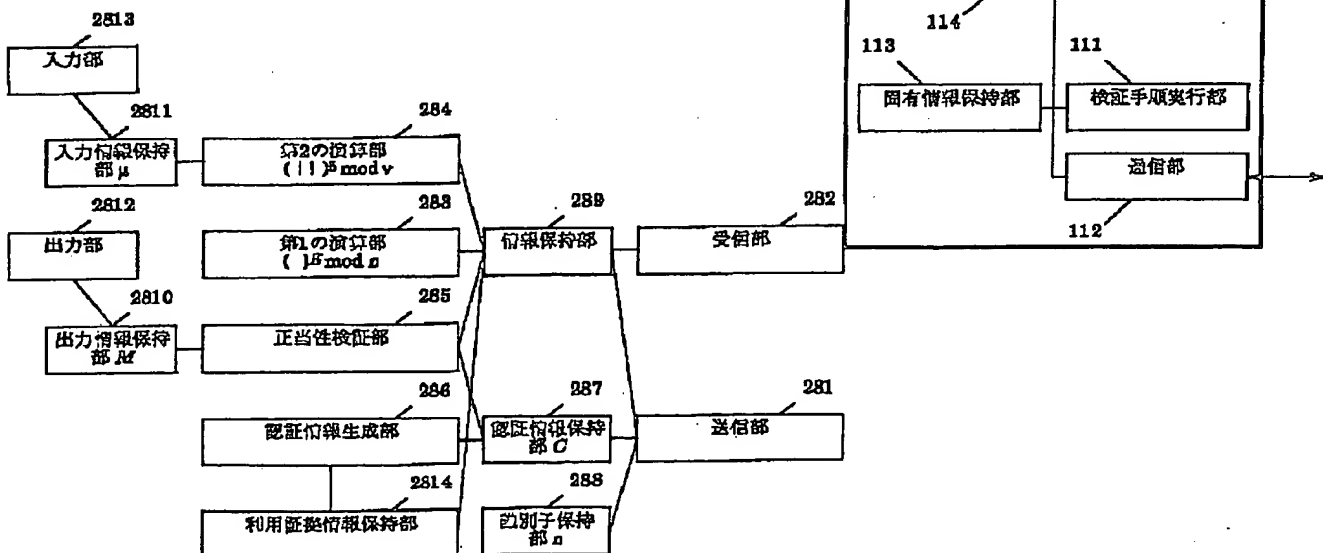 2813
入力部
2811
入力情報保持
部 μ
284
第2の演算部
2812
出力部
283
第1の演算部
2810
出力情報保持
部 M
285
正当性検証部
286
認証情報生成部
2814
利用証拠情報保持部
289
情報保持部
287
認証情報保持
部 C
288
識別子保持
部 n
282
受信部
281
送信部
114
113
固有情報保持部
111
検証手順実行部
通信部
112